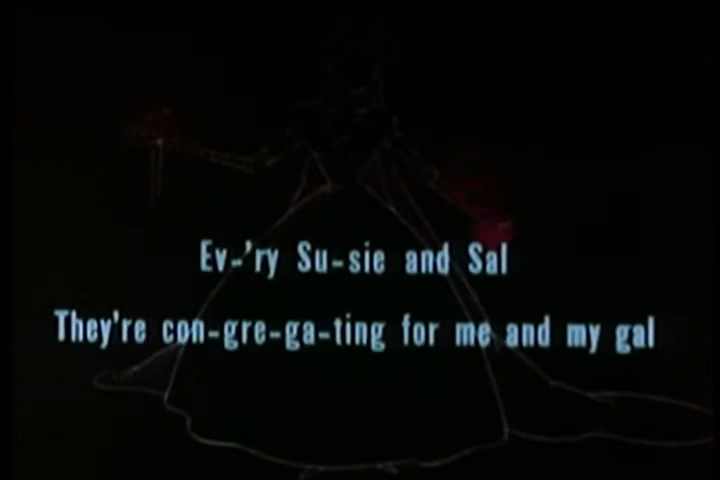 Ev-'ry Su-sie and Sal
They're con-gre-ga-ting for me and my gal